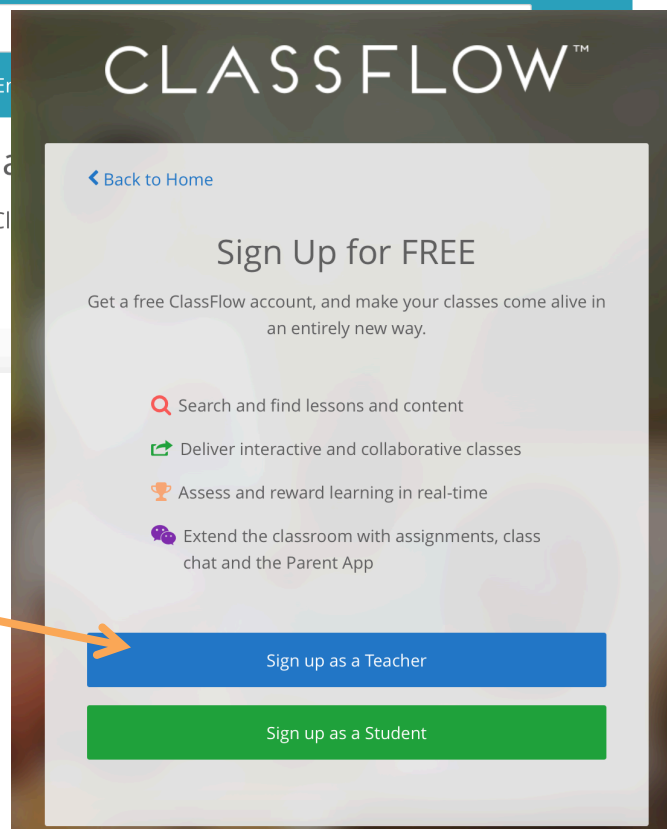 CLASSFLOW™
Back to Home
Sign Up for FREE
Get a free ClassFlow account, and make your classes come alive in
an entirely new way.
Search and find lessons and content
Deliver interactive and collaborative classes
Assess and reward learning in real-time
Extend the classroom with assignments, class
chat and the Parent App
Sign up as a Teacher
Sign up as a Student